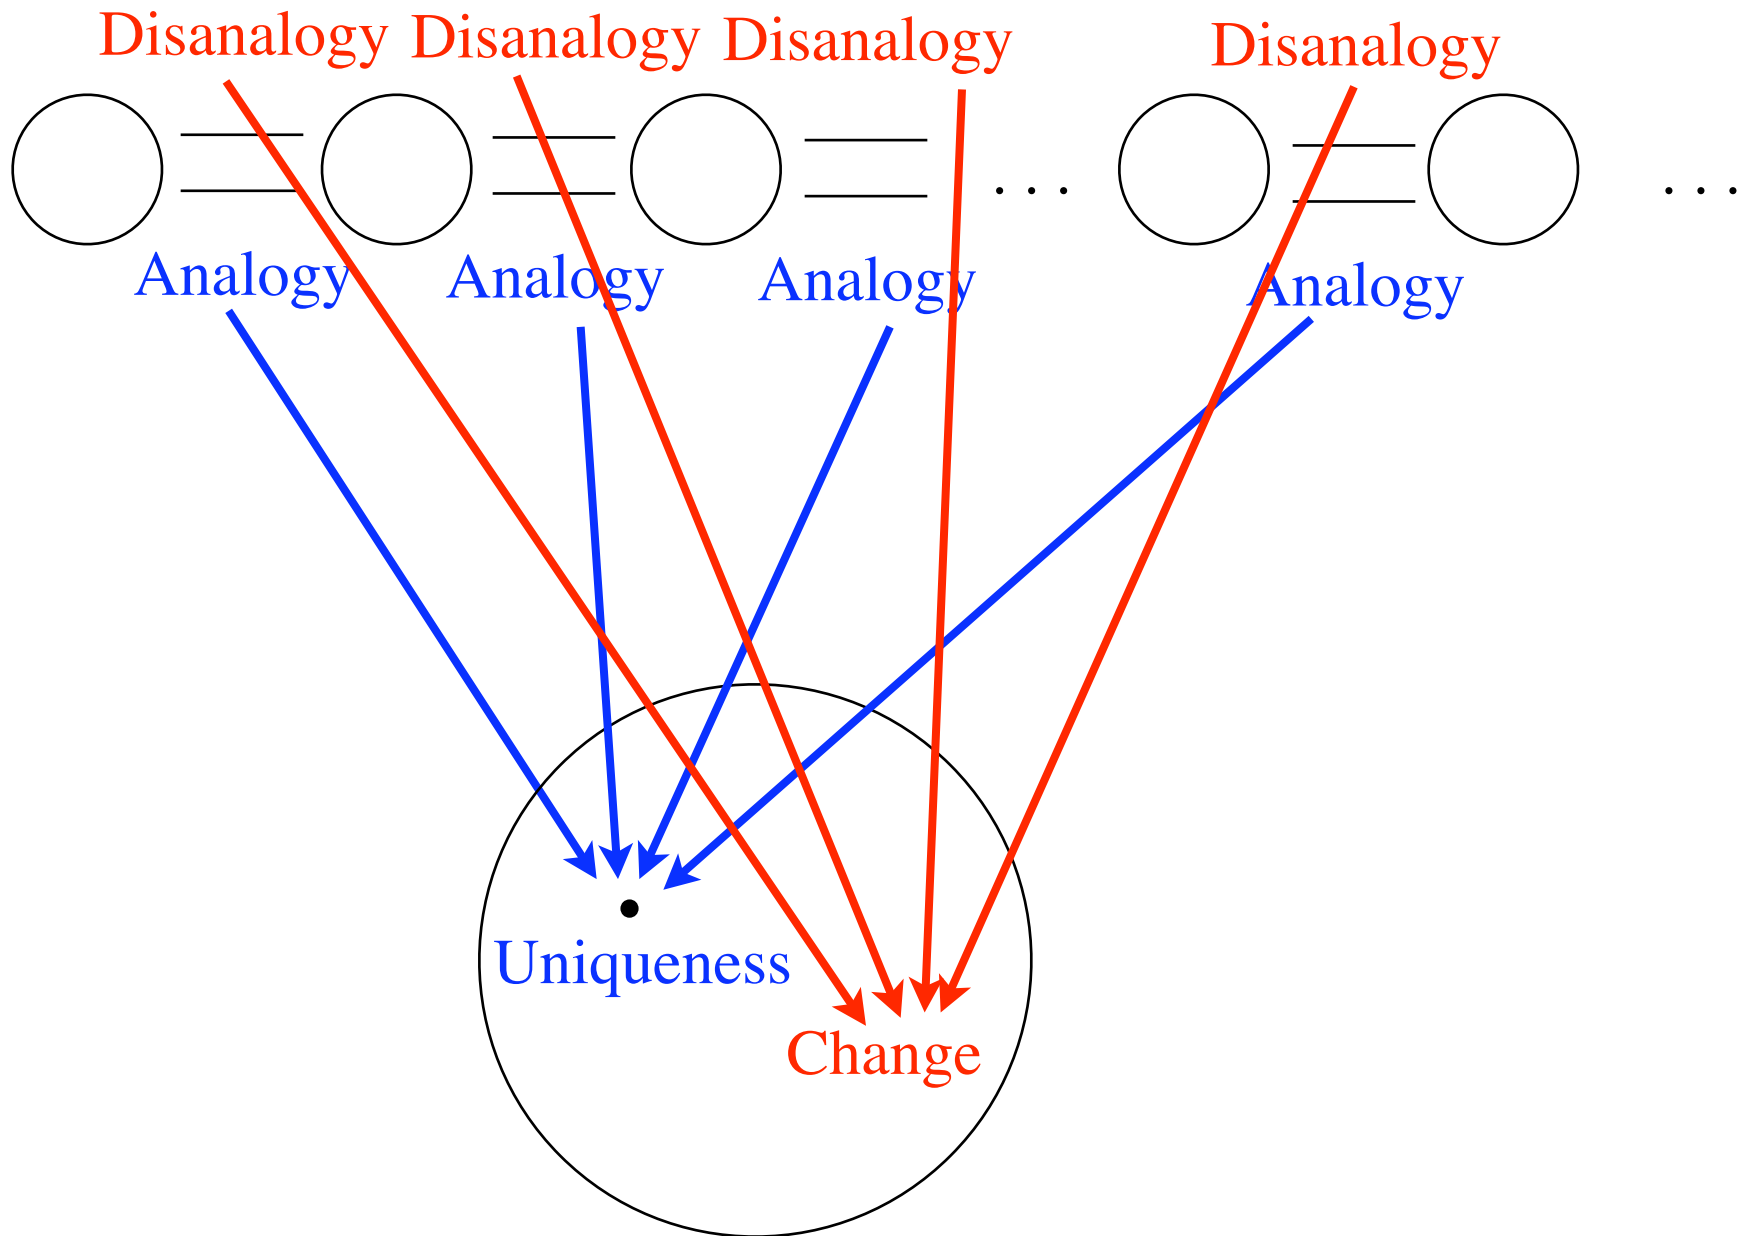 Disanalogy Disanalogy Disanalogy Disanalogy
. . . . . .
Analogy Analogy Analogy Analogy
Uniqueness
Change